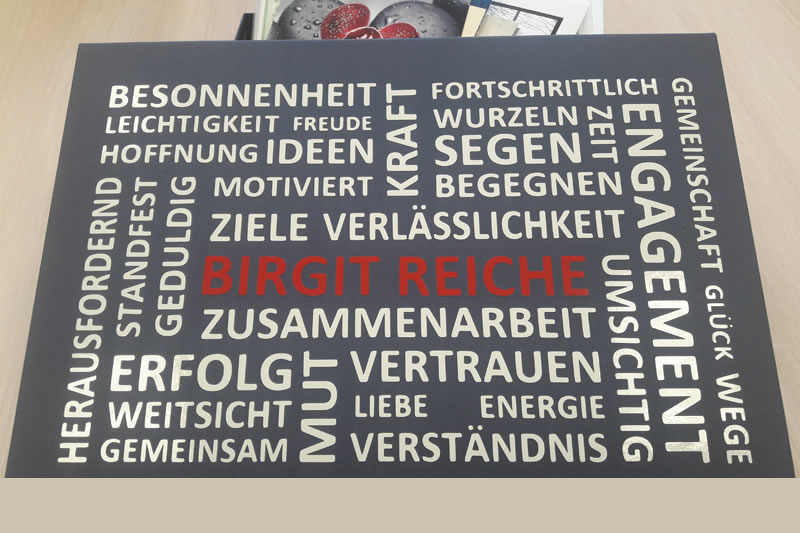 BESONNENHEIT
LEICHTIGKEIT FREUDE
HOFFNUNG IDEEN
KRAFT
FORTSCHRITTLICH
WURZELN
SEGEN
ZEIT
BEGEGNEN
MOTIVIERT
ENGAGEMENT
GEMEINSCHAFT GLÜCK WEGE
HERAUSFORDERND
STANDFEST
GEDULDIG
ZIELE VERLÄSSLICHKEIT
BIRGIT REICHE
ZUSAMMENARBEIT
UMSICHTIG
ERFOLGT
WEITSICHT
GEMEINSAM
MUT
VERTRAUEN
LIEBE ENERGIE
VERSTÄNDNIS